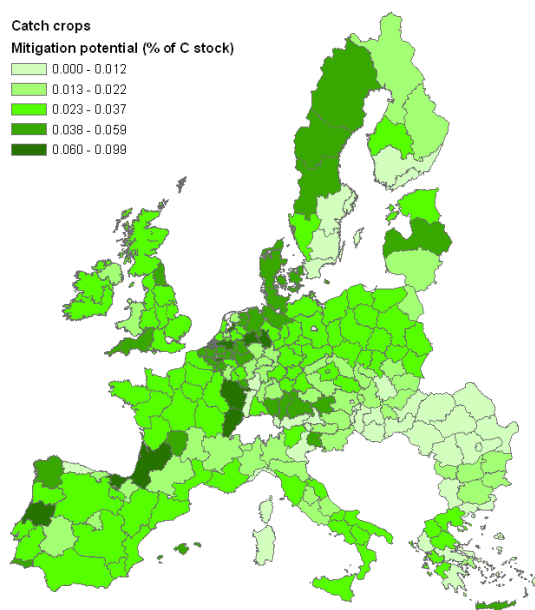 Catch crops
Mitigation potential (% of C stock)
0.000 - 0.012
0.013 - 0.022
0.023 - 0.037
0.038 - 0.059
0.060 - 0.099